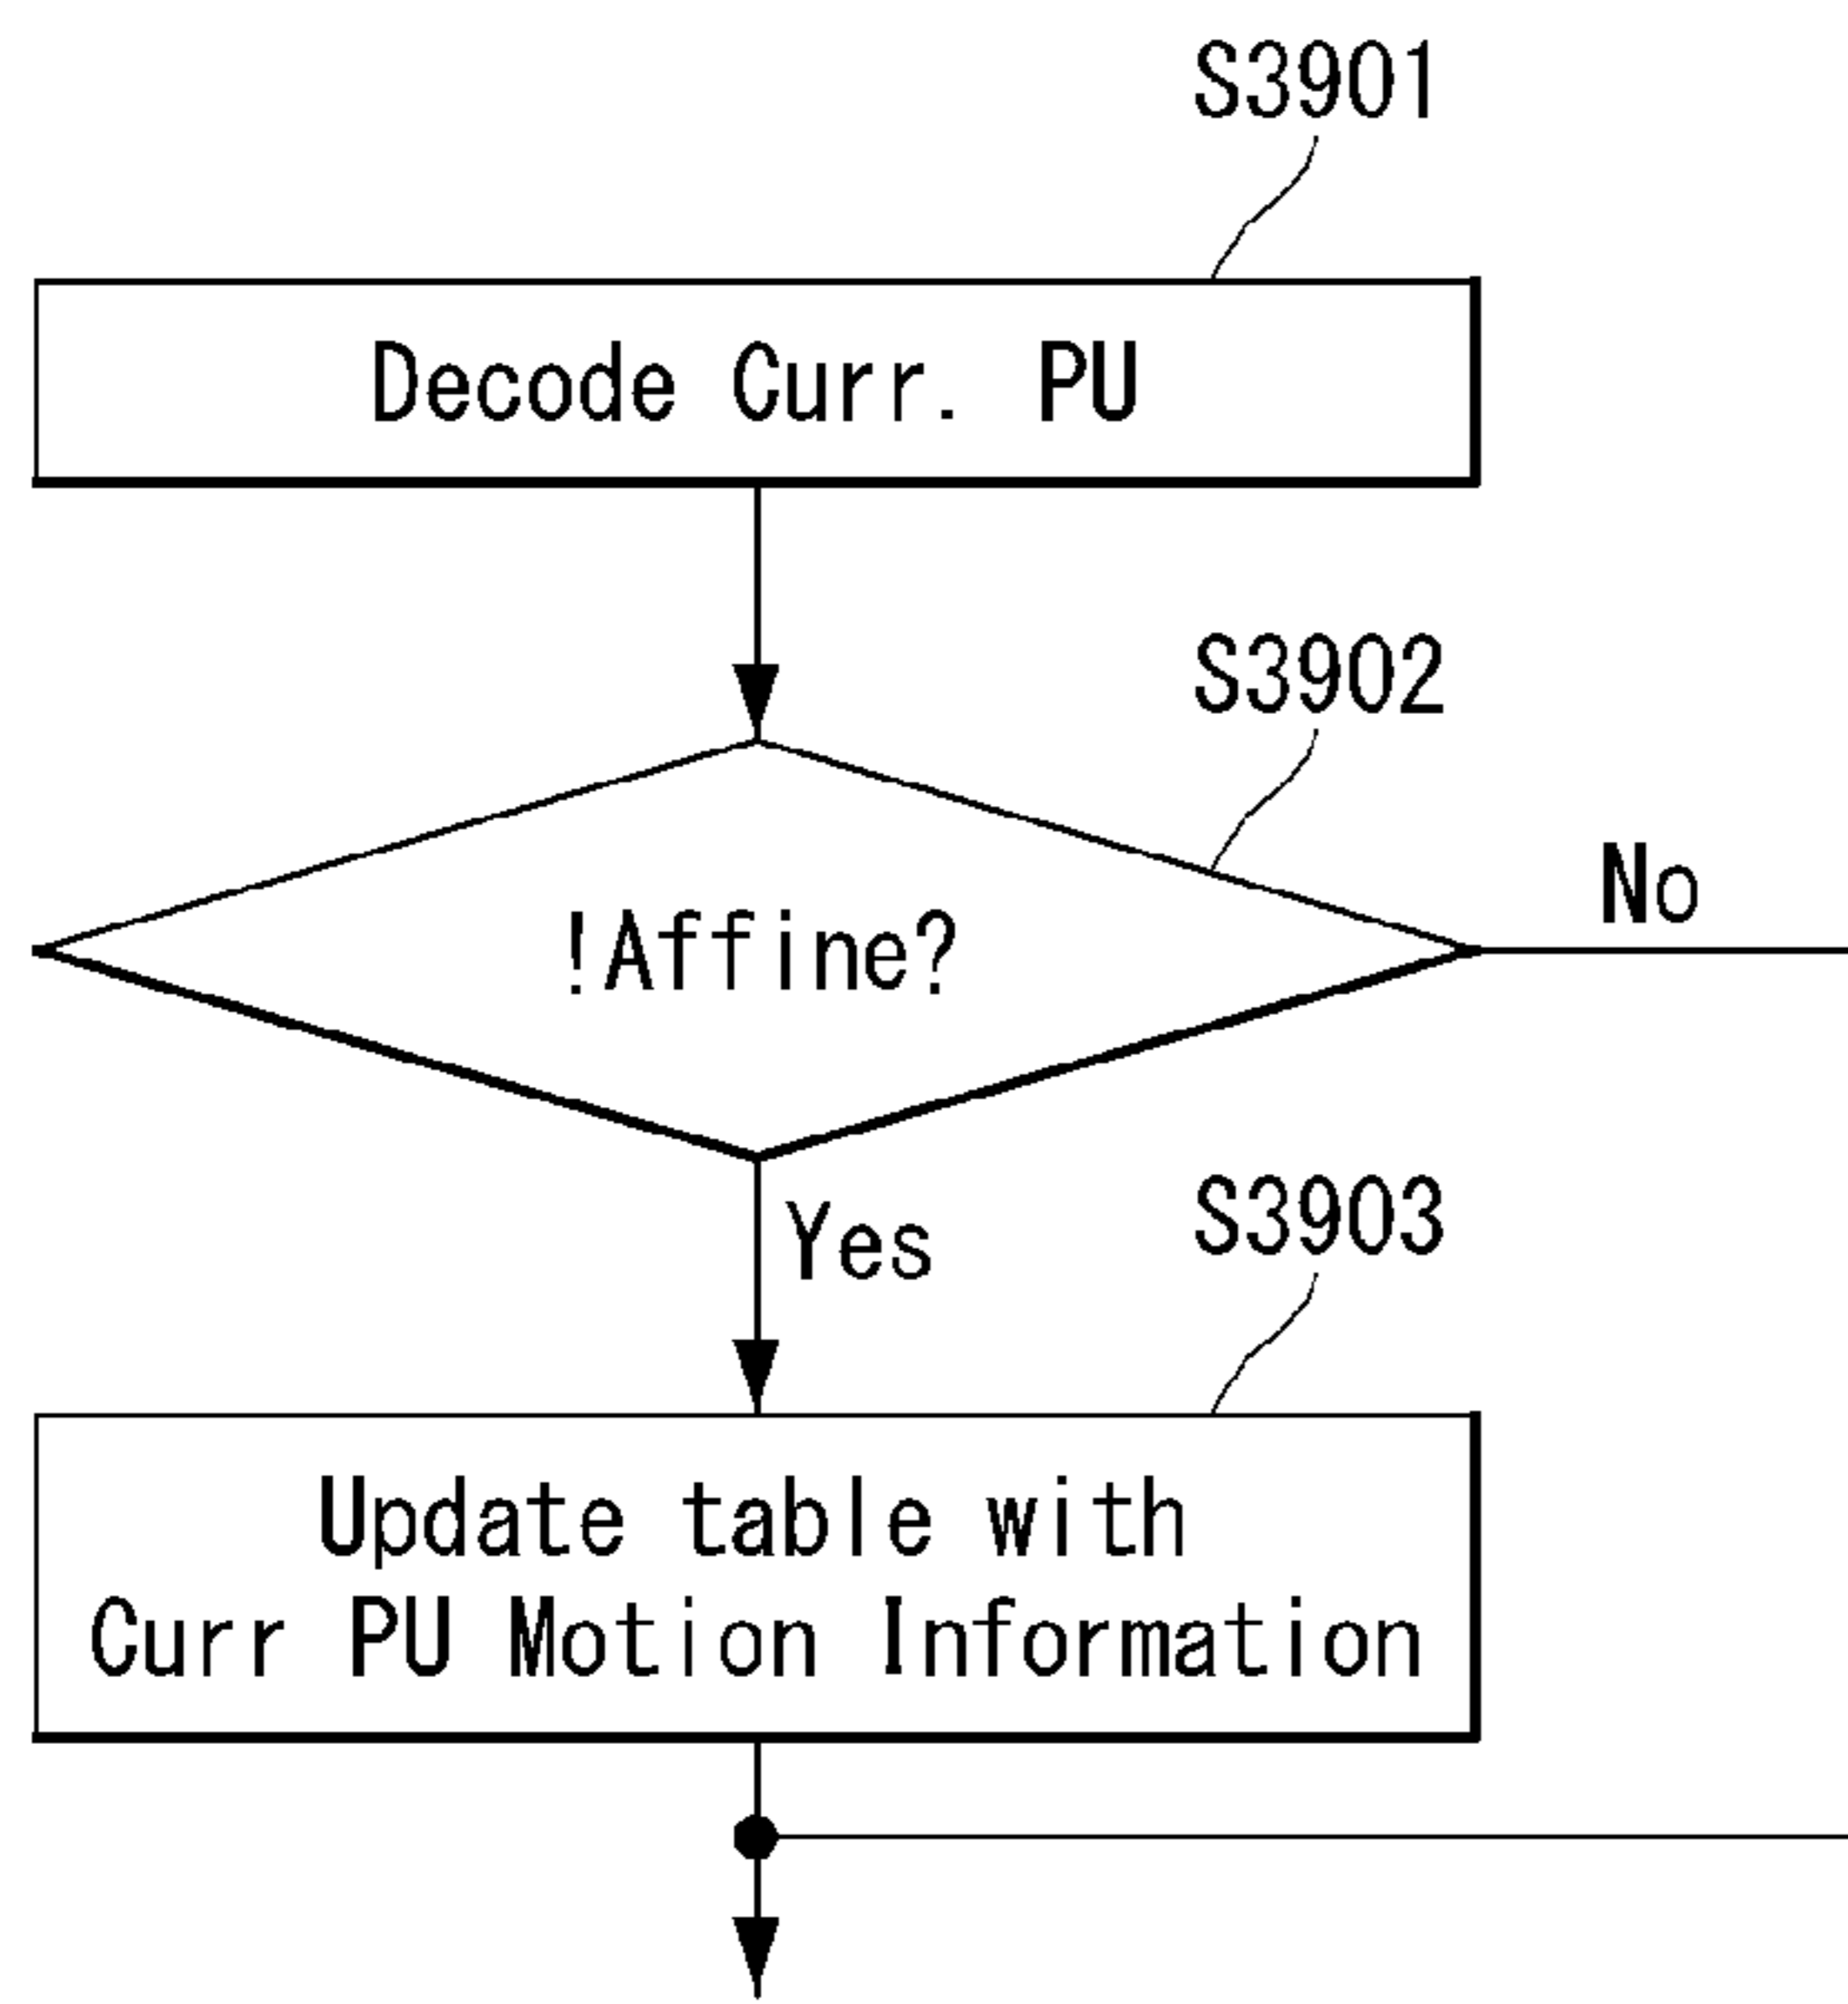 S3901
Decode Curr. PU
S3902
!Affine?
No
Yes
S3903
Update table with
Curr PU Motion Information